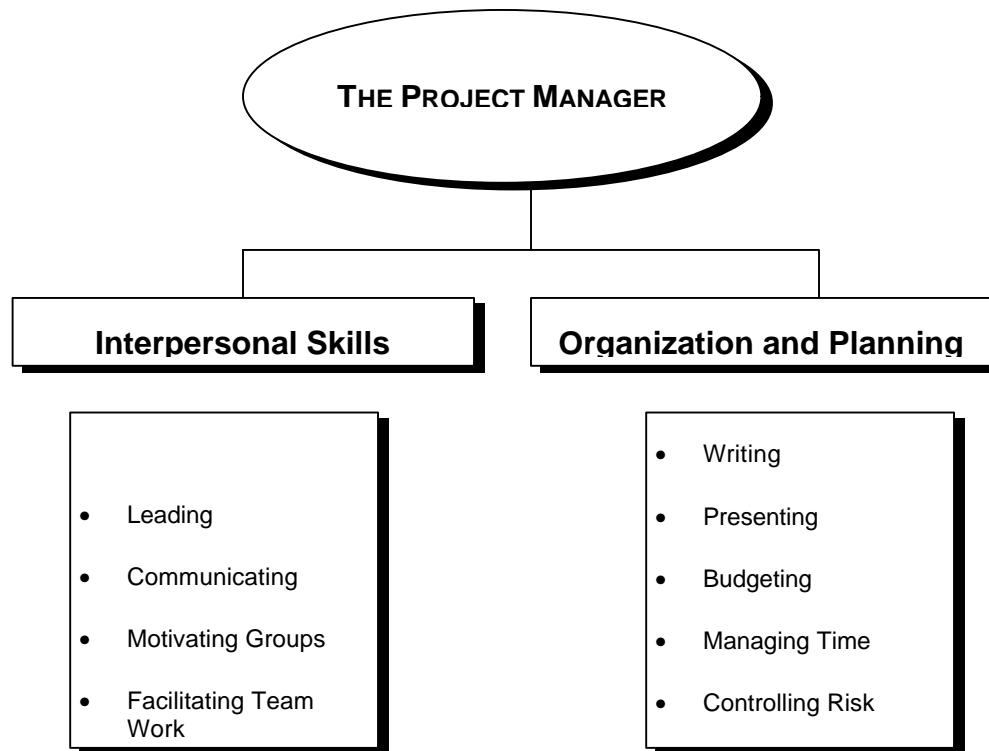 THE PROJECT MANAGER
Interpersonal Skills
Organization and Planning
• Leading
• Communicating
• Motivating Groups
• Facilitating Team
Work
• Writing
• Presenting
• Budgeting
• Managing Time
• Controlling Risk